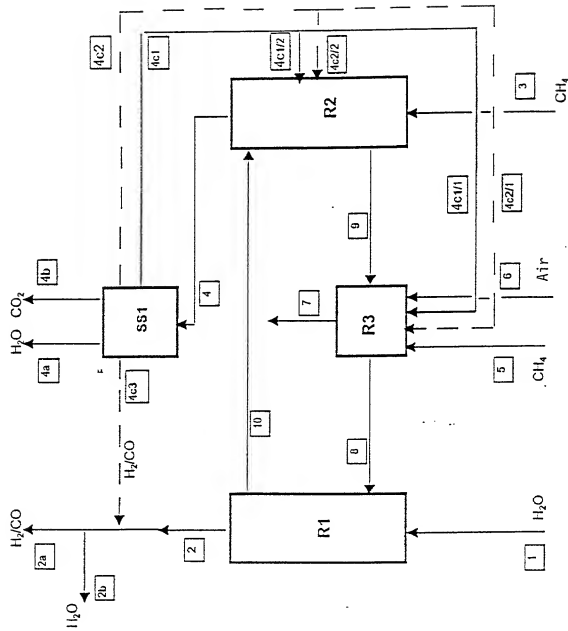 4c2
4c1
4b
CO₂
H₂O
4a
SS1
4c3
H₂/CO
H₂/CO
2a
H₂O
2b
2
4
4c1/2
4c2/2
R2
10
R1
7
R3
9
8
4c1/1
4c2/1
3
CH₄
6
Air
5
CH₄
1
H₂O